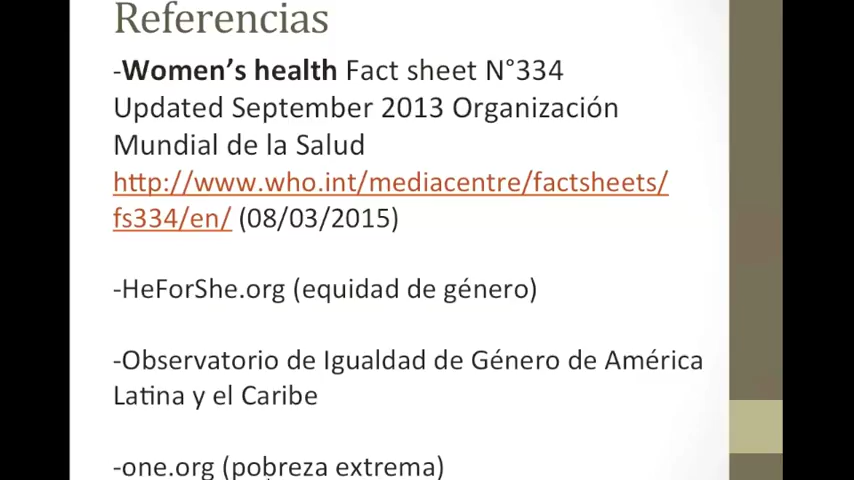 Referencias
-Women's health Fact sheet N°334
Updated September 2013 Organización
Mundial de la Salud
http://www.who.int/mediacentre/factsheets/
fs334/en/ (08/03/2015)
-HeForShe.org (equidad de género)
-Observatorio de Igualdad de Género de América
Latina y el Caribe
-one.org (pobreza extrema)